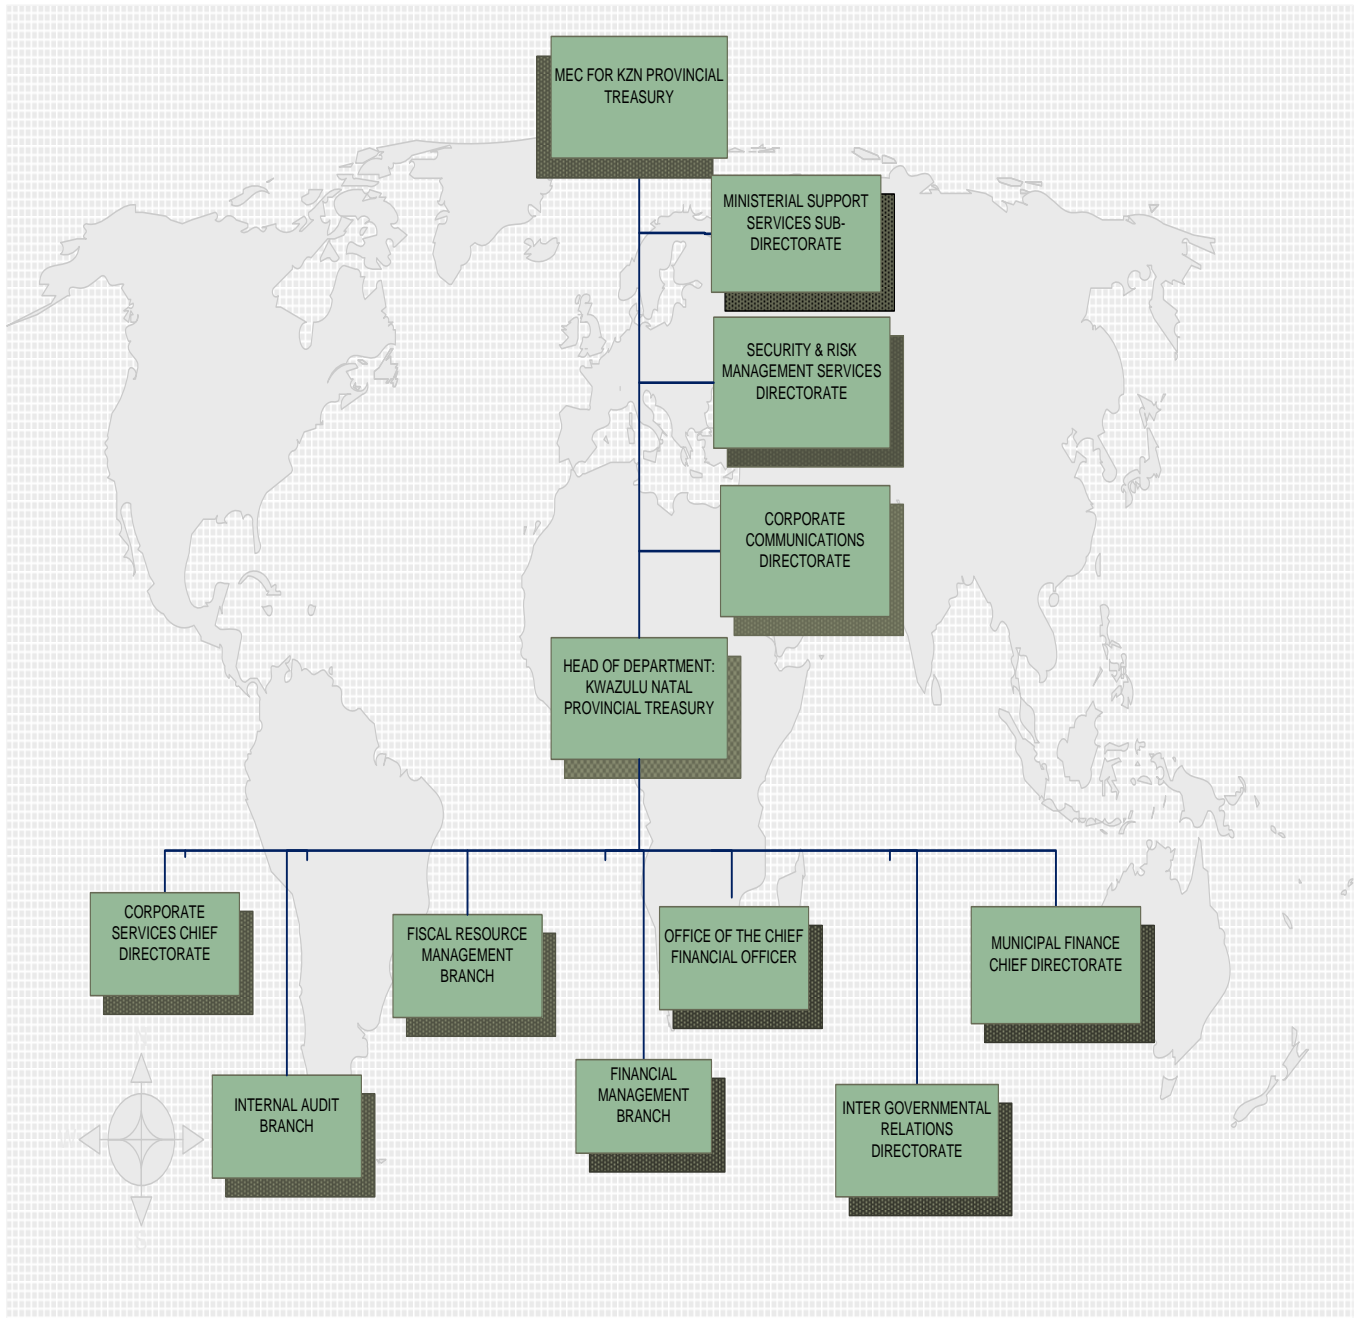 MEC FOR KZN PROVINCIAL
TREASURY
MINISTERIAL SUPPORT
SERVICES SUB-
DIRECTORATE
SECURITY & RISK
MANAGEMENT SERVICES
DIRECTORATE
CORPORATE
COMMUNICATIONS
DIRECTORATE
HEAD OF DEPARTMENT:
KWAZULU NATAL
PROVINCIAL TREASURY
CORPORATE
SERVICES CHIEF
DIRECTORATE
FISCAL RESOURCE
MANAGEMENT
BRANCH
OFFICE OF THE CHIEF
FINANCIAL OFFICER
MUNICIPAL FINANCE
CHIEF DIRECTORATE
INTERNAL AUDIT
BRANCH
FINANCIAL
MANAGEMENT
BRANCH
INTER GOVERNMENTAL
RELATIONS
DIRECTORATE
N
W
S